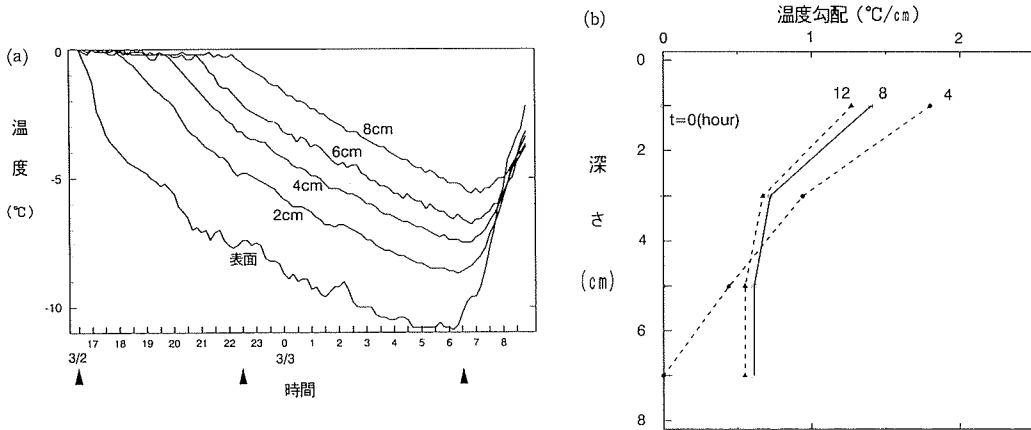 (a)
0
-5
-10
温度
(℃)
8cm
6cm
4cm
2cm
表面
17 18 19 20 21 22 23 0 1 2 3 4 5 6 7 8
3/2 3/3
時間
(b)
温度勾配 (℃/cm)
0 1 2
0
2
4
6
8
深さ
(cm)
12 8 4
t=0(hour)